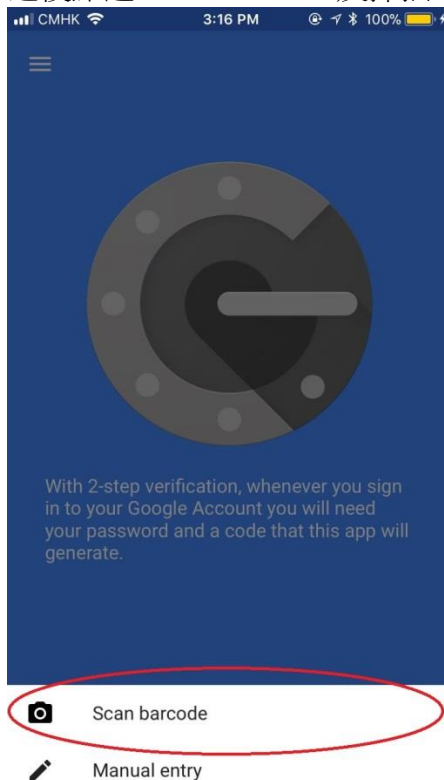 CMHK 3:16 PM 100%
With 2-step verification, whenever you sign
in to your Google Account you will need
your password and a code that this app will
generate.
Scan barcode
Manual entry